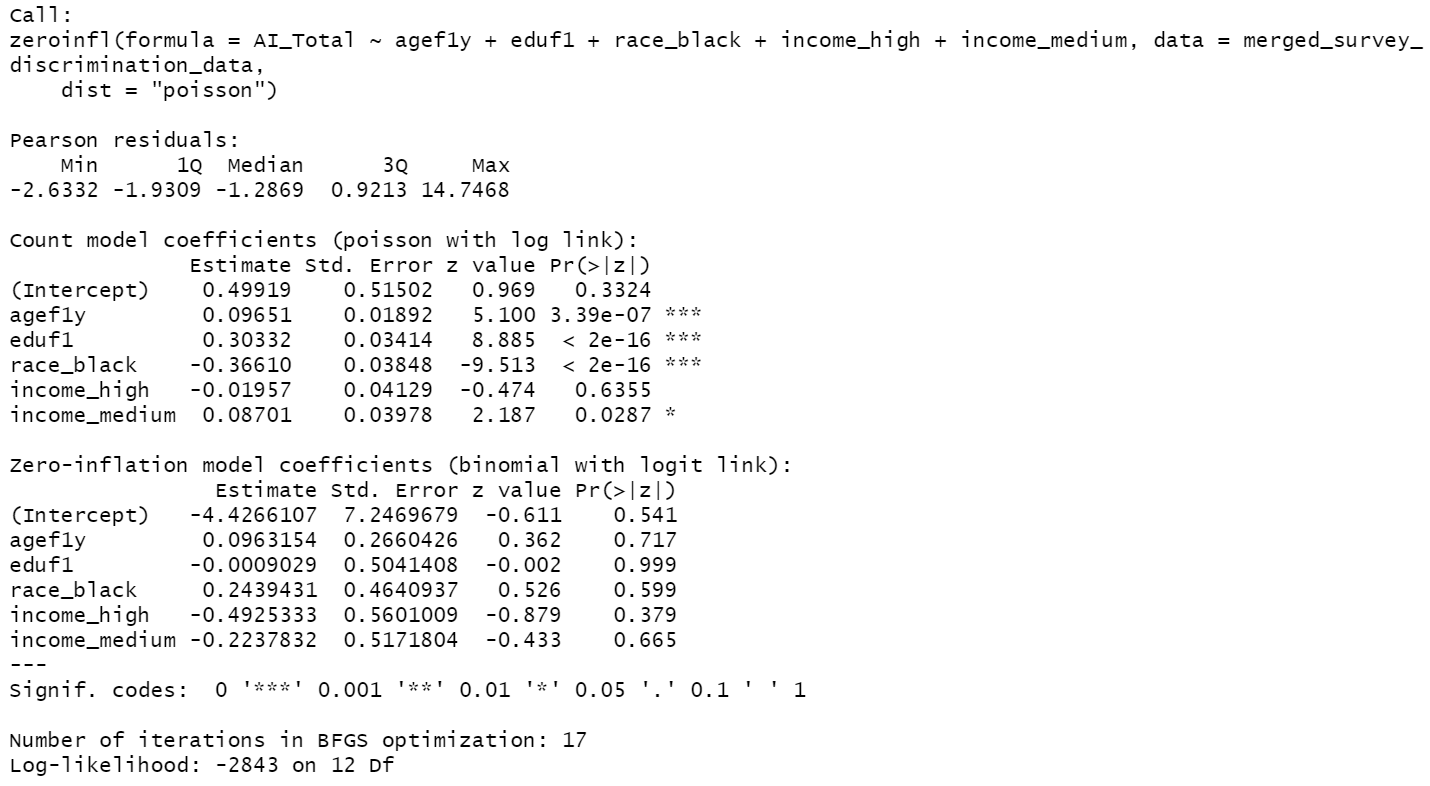 Call:
zeroinfl(formula = AI_Total ~ agef1y + eduf1 + race_black + income_high + income_medium, data = merged_survey_
discrimination_data,
    dist = "poisson")

Pearson residuals:
    Min      1Q  Median      3Q     Max
-2.6332 -1.9309 -1.2869  0.9213 14.7468

Count model coefficients (poisson with log link):
              Estimate Std. Error z value Pr(>|z|)
(Intercept)    0.49919    0.51502   0.969   0.3324
agef1y         0.09651    0.01892   5.100 3.39e-07 ***
eduf1          0.30332    0.03414   8.885  < 2e-16 ***
race_black    -0.36610    0.03848  -9.513  < 2e-16 ***
income_high   -0.01957    0.04129  -0.474   0.6355
income_medium  0.08701    0.03978   2.187   0.0287 *

Zero-inflation model coefficients (binomial with logit link):
                Estimate Std. Error z value Pr(>|z|)
(Intercept)   -4.4266107  7.2469679  -0.611    0.541
agef1y         0.0963154  0.2660426   0.362    0.717
eduf1         -0.0009029  0.5041408  -0.002    0.999
race_black     0.2439431  0.4640937   0.526    0.599
income_high   -0.4925333  0.5601009  -0.879    0.379
income_medium -0.2237832  0.5171804  -0.433    0.665
---
Signif. codes:  0 '***' 0.001 '**' 0.01 '*' 0.05 '.' 0.1 ' ' 1

Number of iterations in BFGS optimization: 17
Log-likelihood: -2843 on 12 Df